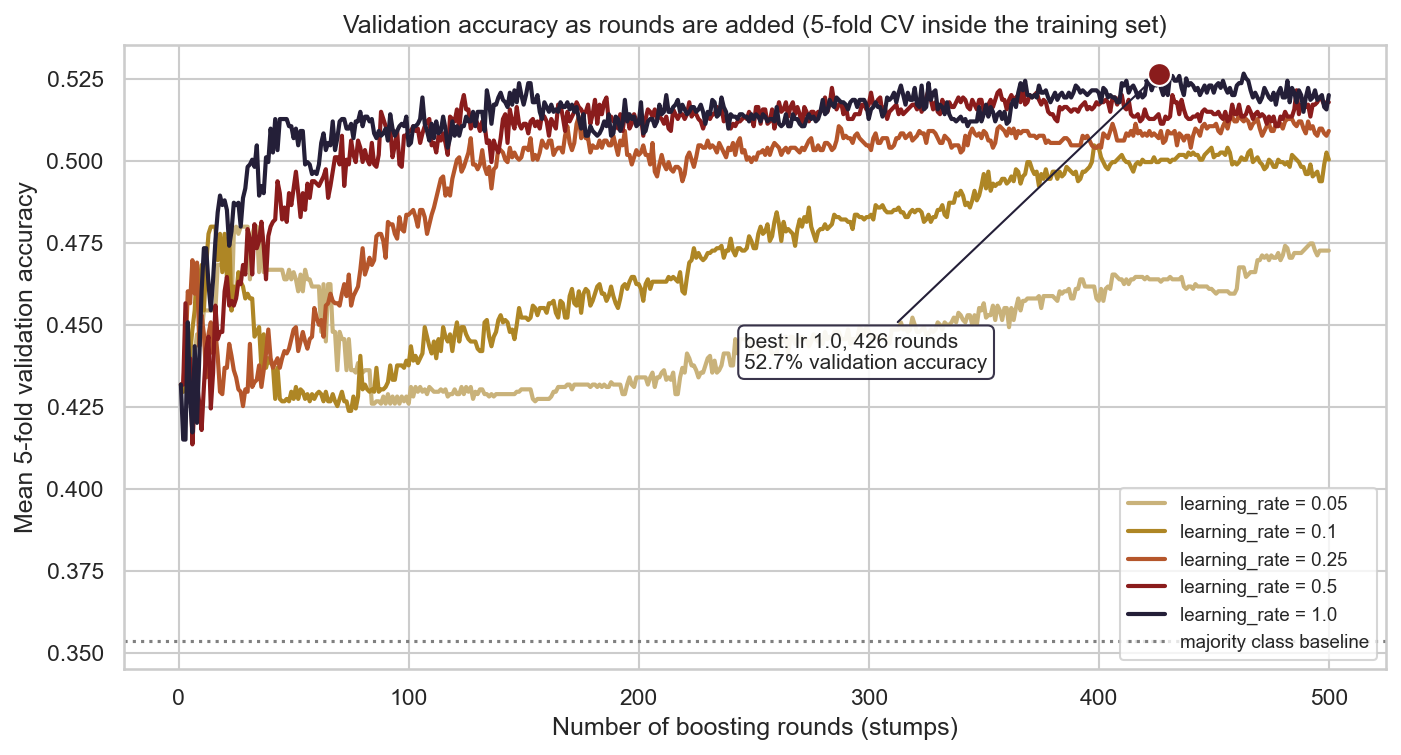 Validation accuracy as rounds are added (5-fold CV inside the training set)
Mean 5-fold validation accuracy
0.525
0.500
0.475
0.450
0.425
0.400
0.375
0.350
best: lr 1.0, 426 rounds
52.7% validation accuracy
learning_rate = 0.05
learning_rate = 0.1
learning_rate = 0.25
learning_rate = 0.5
learning_rate = 1.0
majority class baseline
0 100 200 300 400 500
Number of boosting rounds (stumps)